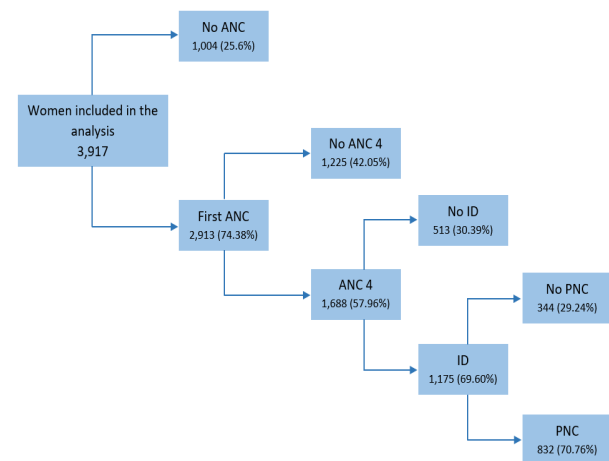 No ANC
1,004 (25.6%)
Women included in the
analysis
3,917
No ANC 4
1,225 (42.05%)
First ANC
2,913 (74.38%)
No ID
513 (30.39%)
ANC 4
1,688 (57.96%)
No PNC
344 (29.24%)
ID
1,175 (69.60%)
PNC
832 (70.76%)